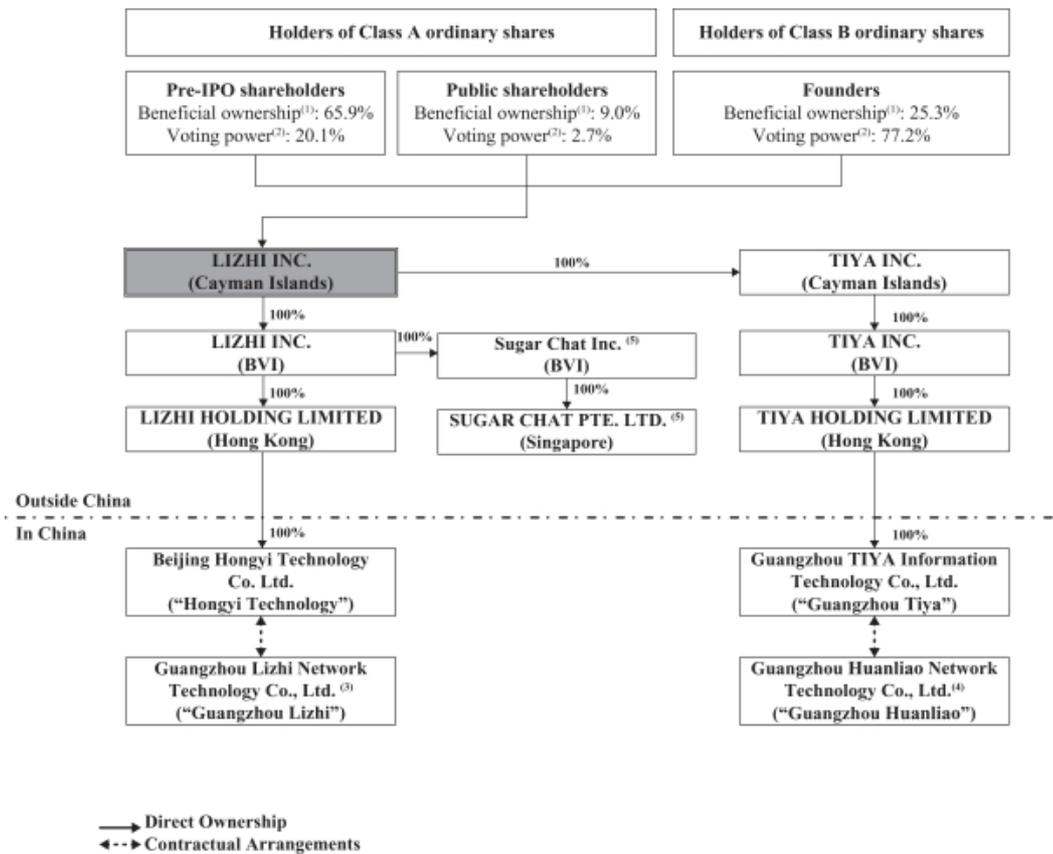 Holders of Class A ordinary shares
Holders of Class B ordinary shares
Pre-IPO shareholders
Beneficial ownership(1): 65.9%
Voting power(2): 20.1%
Public shareholders
Beneficial ownership(1): 9.0%
Voting power(2): 2.7%
Founders
Beneficial ownership(1): 25.3%
Voting power(2): 77.2%
LIZHI INC.
(Cayman Islands)
100%
TIYA INC.
(Cayman Islands)
100%
100%
LIZHI INC.
(BVI)
100%
Sugar Chat Inc. (5)
(BVI)
TIYA INC.
(BVI)
100%
100%
100%
LIZHI HOLDING LIMITED
(Hong Kong)
SUGAR CHAT PTE. LTD. (5)
(Singapore)
TIYA HOLDING LIMITED
(Hong Kong)
Outside China
In China
100%
100%
Beijing Hongyi Technology
Co. Ltd.
(“Hongyi Technology”)
Guangzhou TIYA Information
Technology Co., Ltd.
(“Guangzhou Tiya”)
Guangzhou Lizhi Network
Technology Co., Ltd. (3)
(“Guangzhou Lizhi”)
Guangzhou Huanliao Network
Technology Co., Ltd.(4)
(“Guangzhou Huanliao”)
Direct Ownership
Contractual Arrangements